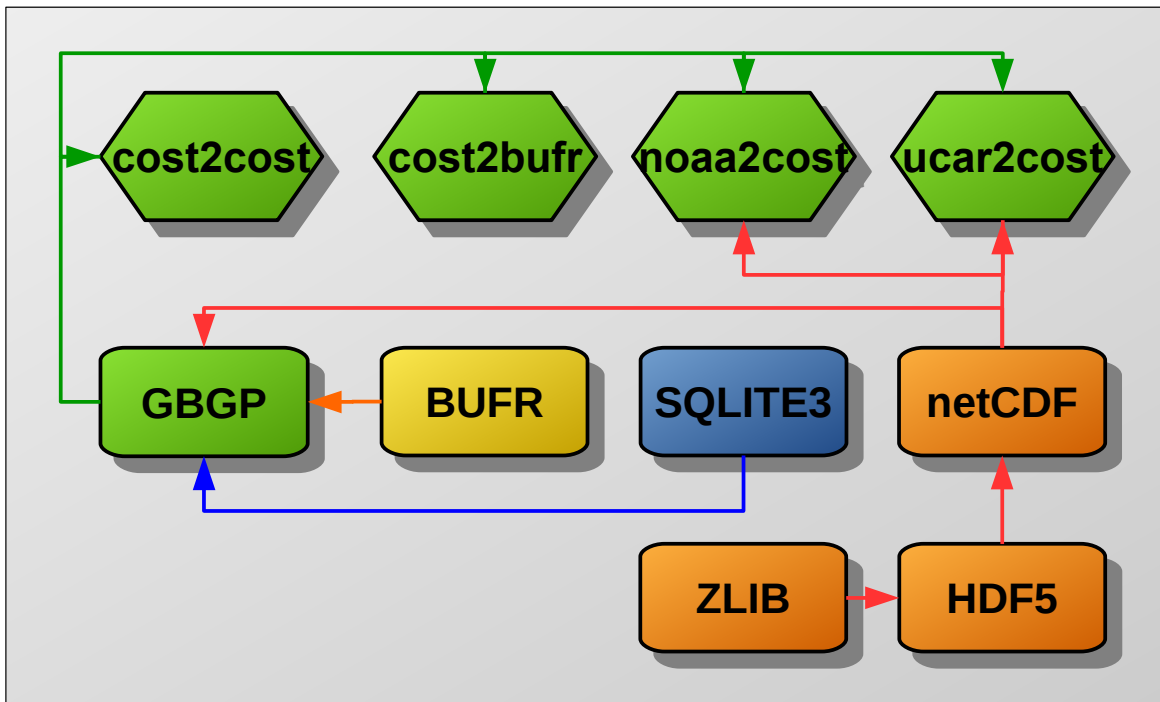 cost2cost
cost2bufr
noaa2cost
ucar2cost
GBGP
BUFR
SQLITE3
netCDF
ZLIB
HDF5